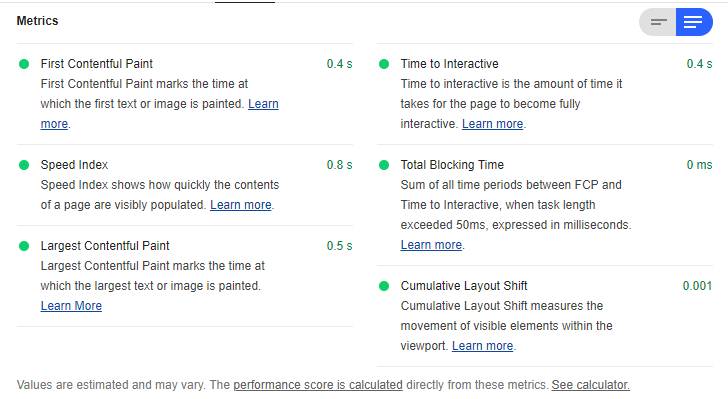 Metrics
First Contentful Paint 0.4 s
First Contentful Paint marks the time at
which the first text or image is painted. Learn
more.
Speed Index 0.8 s
Speed Index shows how quickly the contents
of a page are visibly populated. Learn more.
Largest Contentful Paint 0.5 s
Largest Contentful Paint marks the time at
which the largest text or image is painted.
Learn More
Time to Interactive 0.4 s
Time to interactive is the amount of time it
takes for the page to become fully
interactive. Learn more.
Total Blocking Time 0 ms
Sum of all time periods between FCP and
Time to Interactive, when task length
exceeded 50ms, expressed in milliseconds.
Learn more.
Cumulative Layout Shift 0.001
Cumulative Layout Shift measures the
movement of visible elements within the
viewport. Learn more.
Values are estimated and may vary. The performance score is calculated directly from these metrics. See calculator.